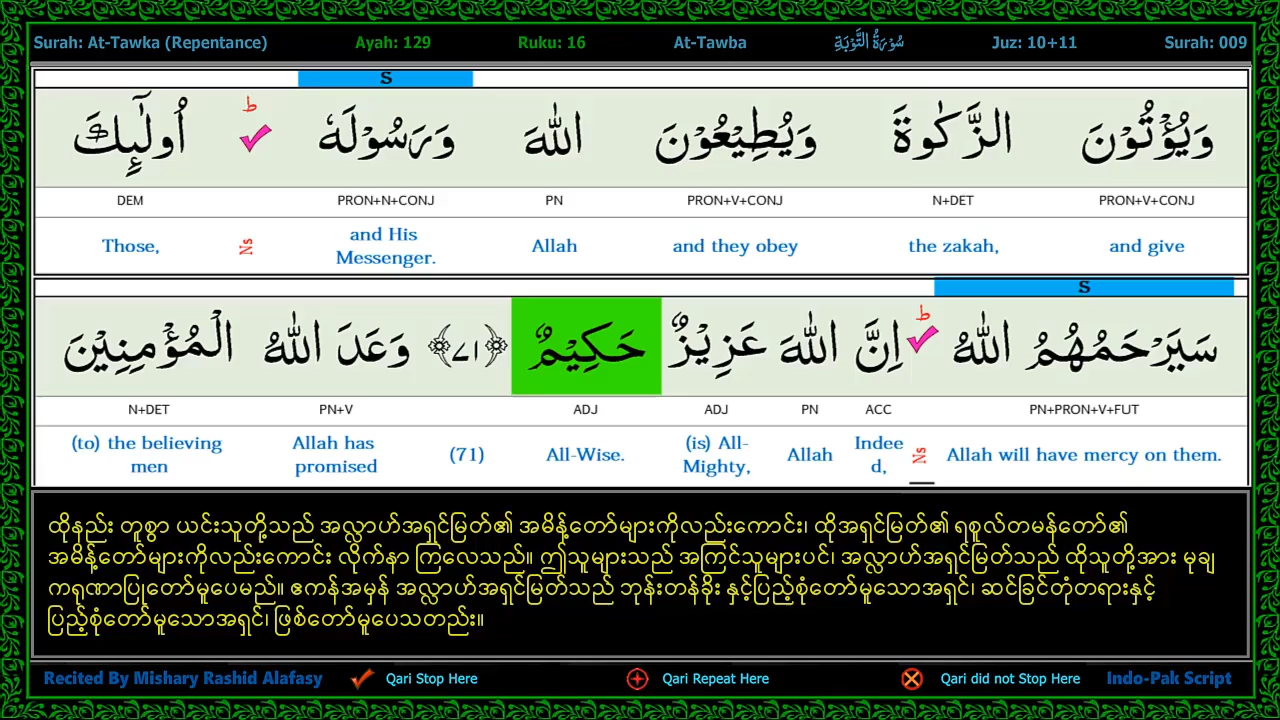 Surah: At-Tawka (Repentance) Ayah: 129 Ruku: 16 At-Tawba سُوْرَةُ التَّوْبَةِ Juz: 10+11 Surah: 009
S
وَيُؤْتُوْنَ الزَّكٰوةَ وَيُطِيْعُوْنَ اللّٰهَ وَرَسُوْلَهٗ ؕ اُولٰٓئِكَ
DEM PRON+N+CONJ PN PRON+V+CONJ N+DET PRON+V+CONJ
Those, Ns and His Messenger. Allah and they obey the zakah, and give
S
سَيَرْحَمُهُمُ اللّٰهُ ؕ اِنَّ اللّٰهَ عَزِيْزٌ حَكِيْمٌ ﴿٧١﴾ وَعَدَ اللّٰهُ الْمُؤْمِنِيْنَ
N+DET PN+V ADJ ADJ PN ACC PN+PRON+V+FUT
(to) the believing men Allah has promised (71) All-Wise. (is) All-Mighty, Allah Indeed, Ns Allah will have mercy on them.
ထိုနည်း တူစွာ ယင်းသူတို့သည် အလ္လာဟ်အရှင်မြတ်၏ အမိန့်တော်များကိုလည်းကောင်း၊ ထိုအရှင်မြတ်၏ ရစူလ်တမန်တော်၏
အမိန့်တော်များကိုလည်းကောင်း လိုက်နာ ကြလေသည်။ ဤသူများသည် အကြင်သူများပင်၊ အလ္လာဟ်အရှင်မြတ်သည် ထိုသူတို့အား မုချ
ကရုဏာပြုတော်မူပေမည်။ ဧကန်အမှန် အလ္လာဟ်အရှင်မြတ်သည် ဘုန်းတန်ခိုး နှင့်ပြည့်စုံတော်မူသောအရှင်၊ ဆင်ခြင်တုံတရားနှင့်
ပြည့်စုံတော်မူသောအရှင်၊ ဖြစ်တော်မူပေသတည်း။
Recited By Mishary Rashid Alafasy Qari Stop Here Qari Repeat Here Qari did not Stop Here Indo-Pak Script